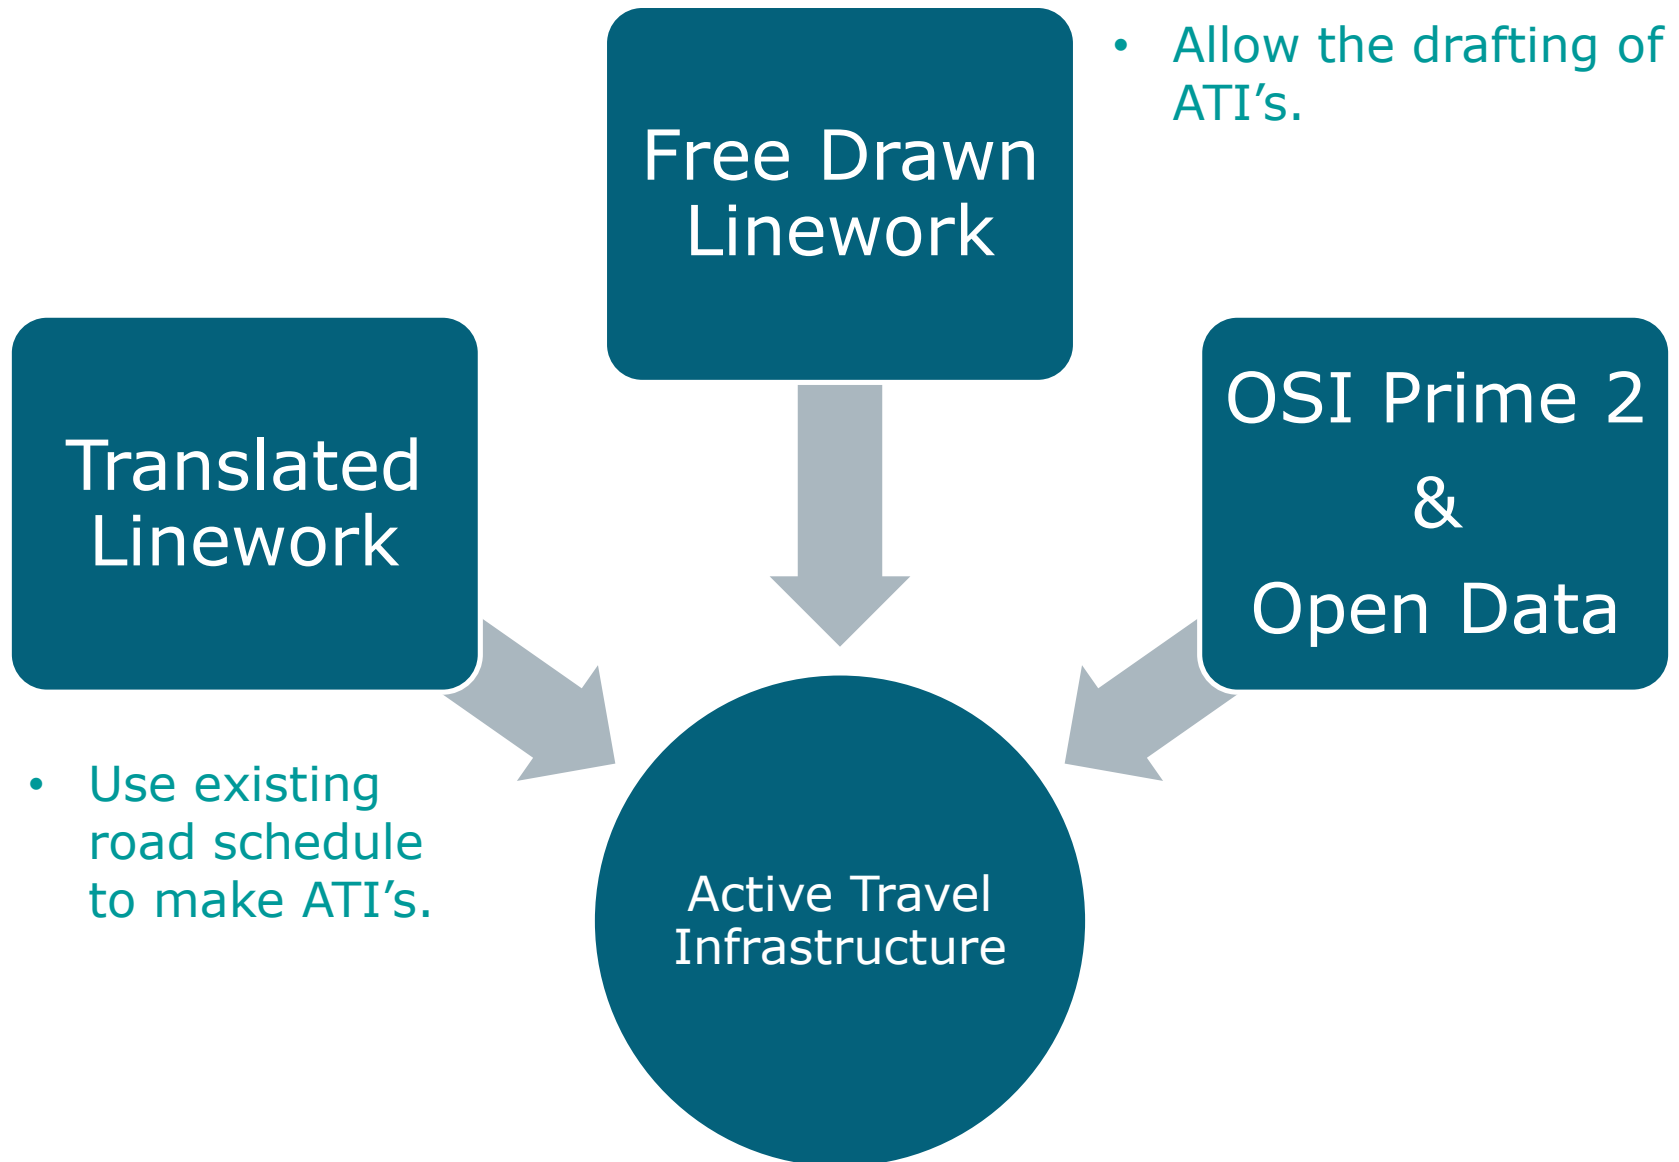 Free Drawn
Linework
• Allow the drafting of
ATI’s.
Translated
Linework
• Use existing
road schedule
to make ATI’s.
OSI Prime 2
&
Open Data
Active Travel
Infrastructure